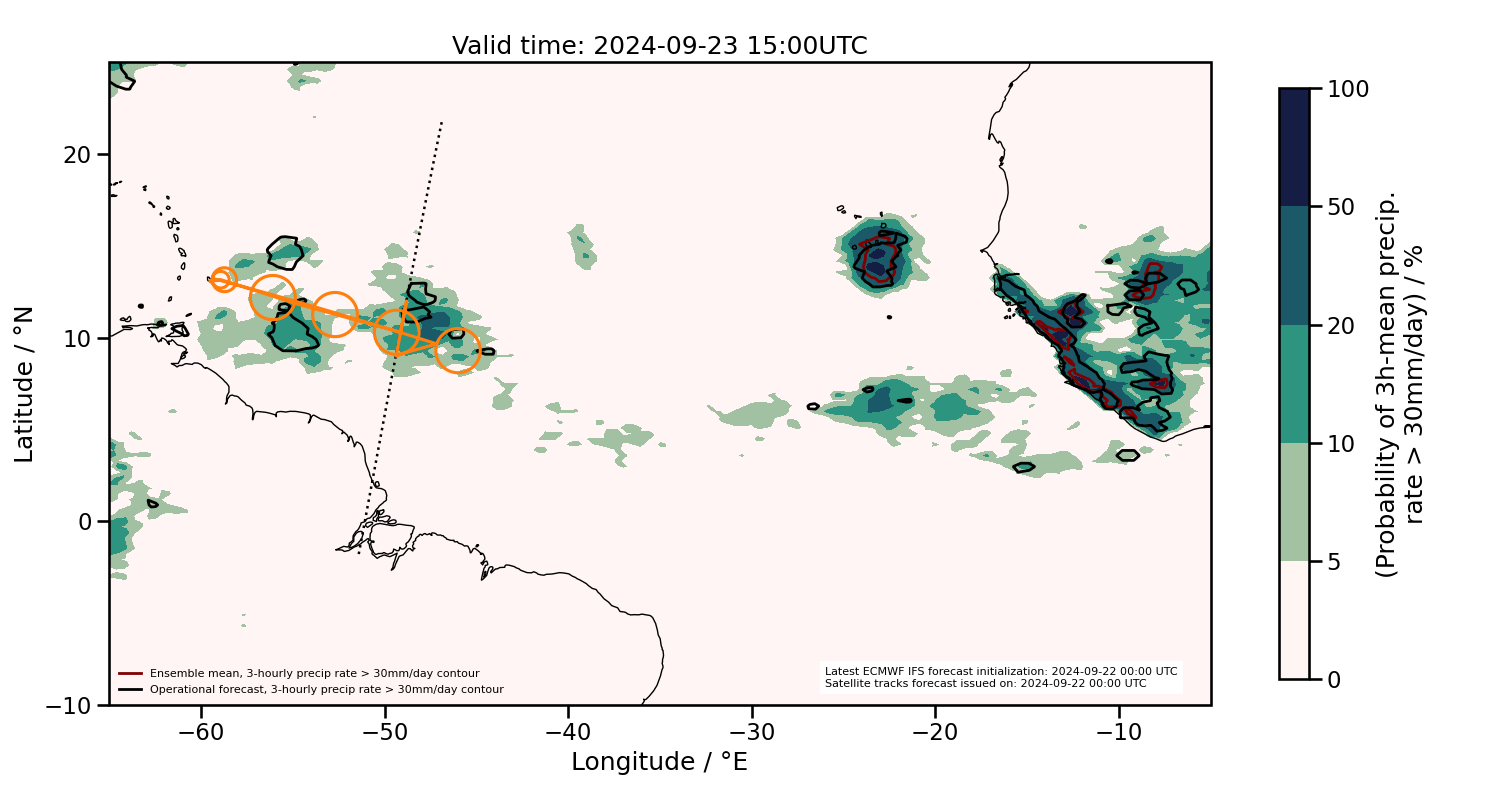 Valid time: 2024-09-23 15:00UTC
Latitude / °N
20
10
0
−10
−60
−50
−40
−30
−20
−10
Longitude / °E
Ensemble mean, 3-hourly precip rate > 30mm/day contour
Operational forecast, 3-hourly precip rate > 30mm/day contour
Latest ECMWF IFS forecast initialization: 2024-09-22 00:00 UTC
Satellite tracks forecast issued on: 2024-09-22 00:00 UTC
100
50
20
10
5
0
(Probability of 3h-mean precip.
rate > 30mm/day) / %